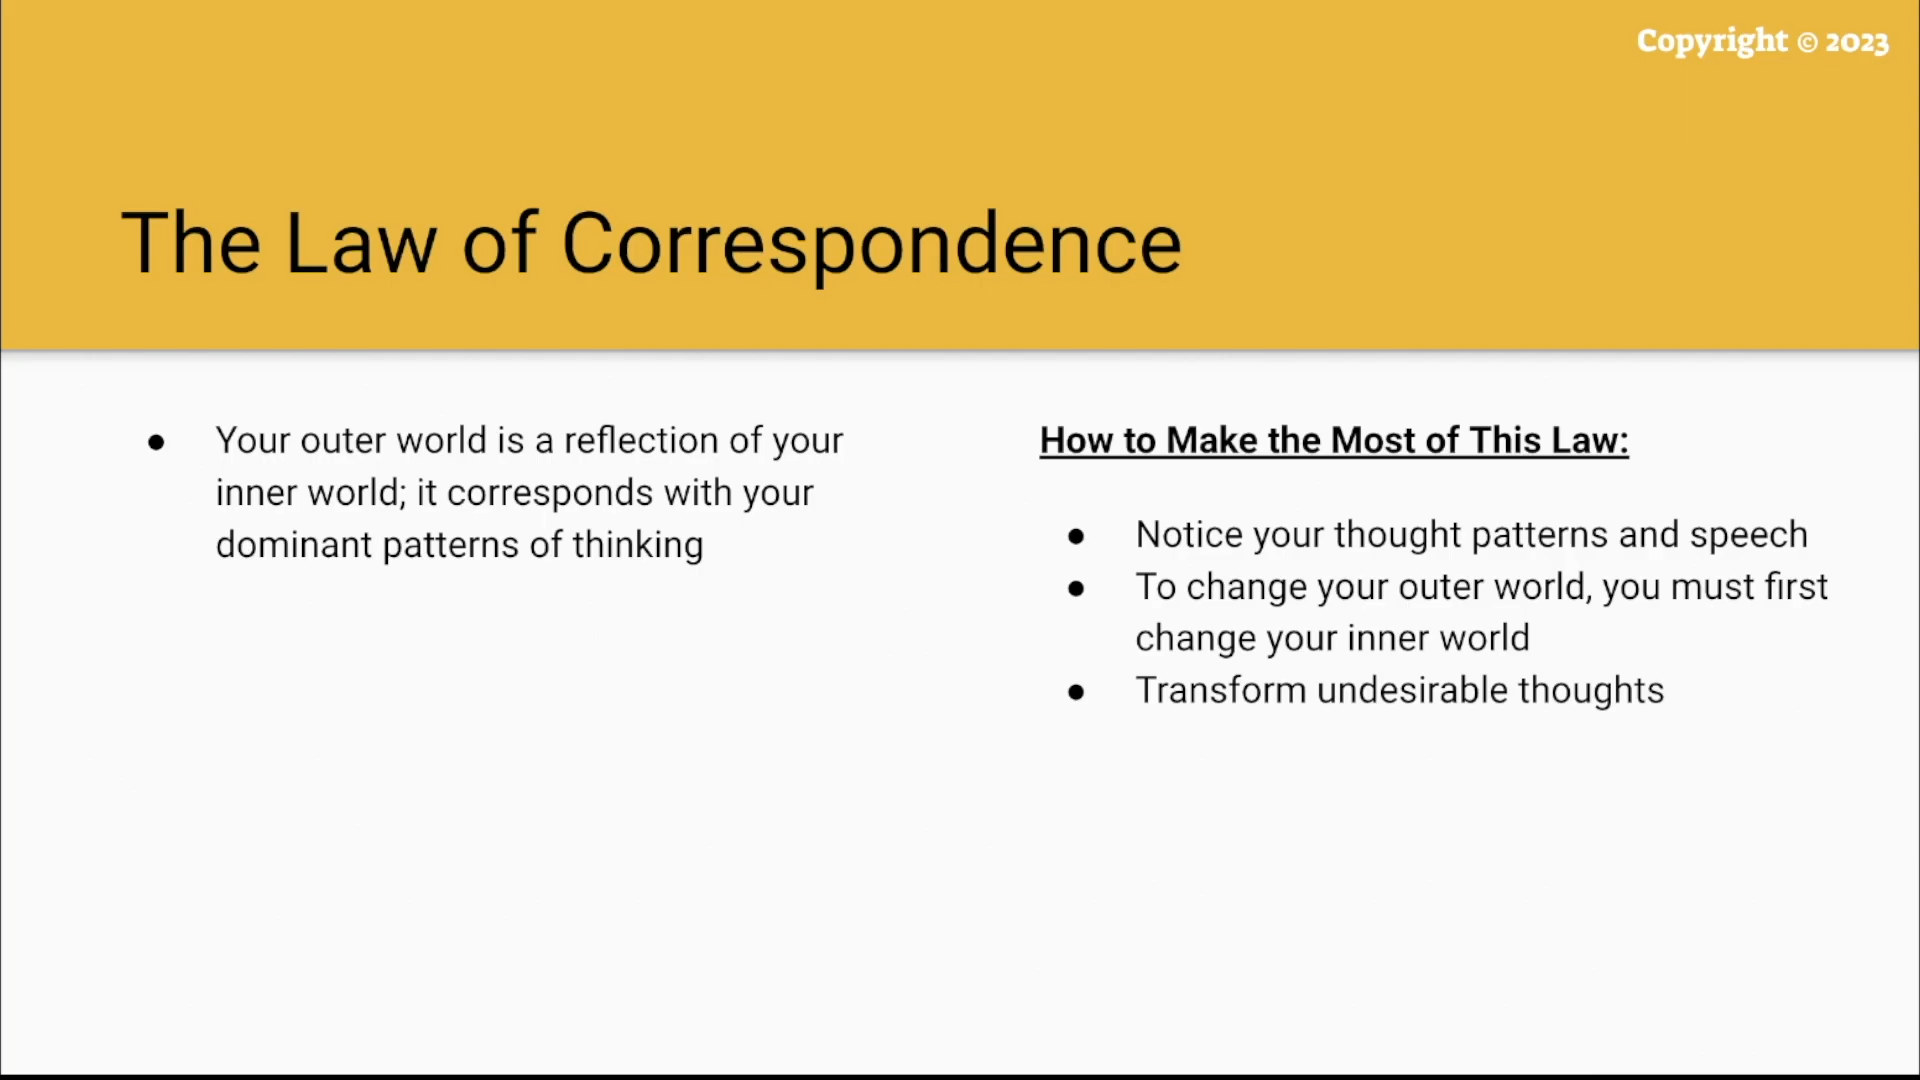 Copyright © 2023
The Law of Correspondence
● Your outer world is a reflection of your
inner world; it corresponds with your
dominant patterns of thinking
How to Make the Most of This Law:
● Notice your thought patterns and speech
● To change your outer world, you must first
change your inner world
● Transform undesirable thoughts